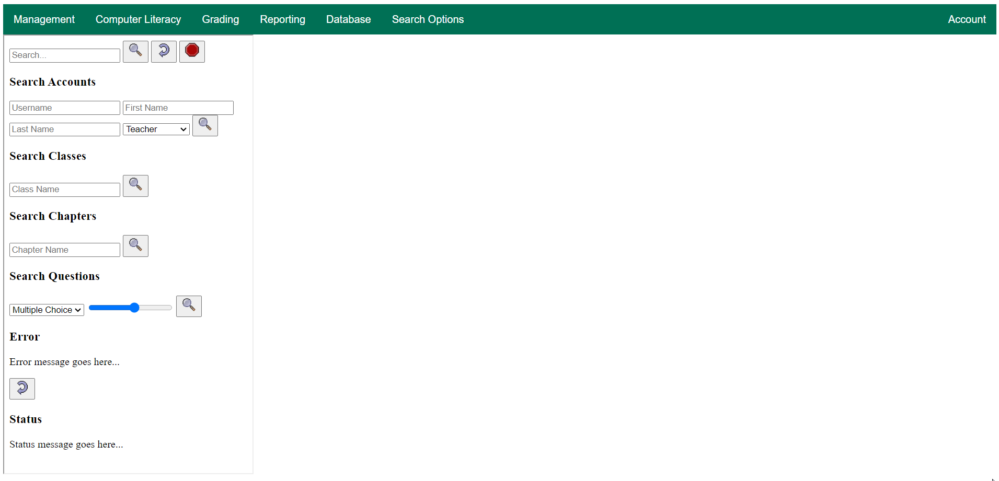 Management Computer Literacy Grading Reporting Database Search Options Account
Search...
Search Accounts
Username First Name
Last Name Teacher
Search Classes
Class Name
Search Chapters
Chapter Name
Search Questions
Multiple Choice
Error
Error message goes here...
Status
Status message goes here...